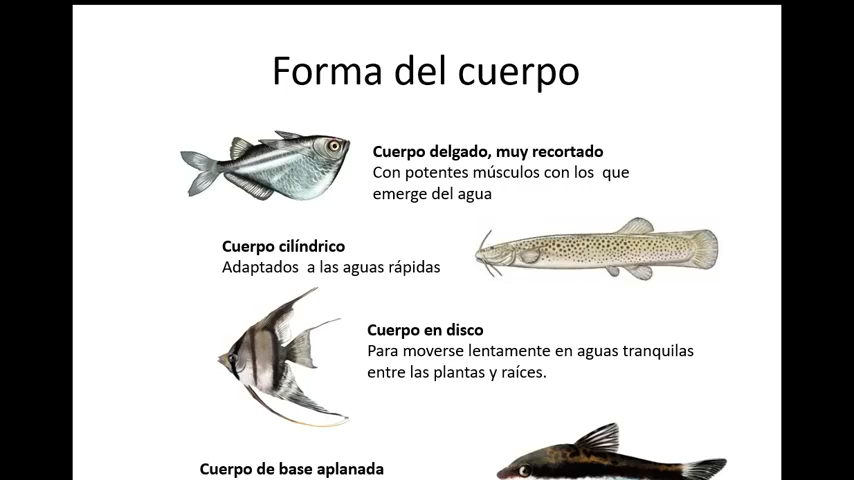 Forma del cuerpo
Cuerpo delgado, muy recortado
Con potentes músculos con los que
emerge del agua
Cuerpo cilíndrico
Adaptados a las aguas rápidas
Cuerpo en disco
Para moverse lentamente en aguas tranquilas
entre las plantas y raíces.
Cuerpo de base aplanada